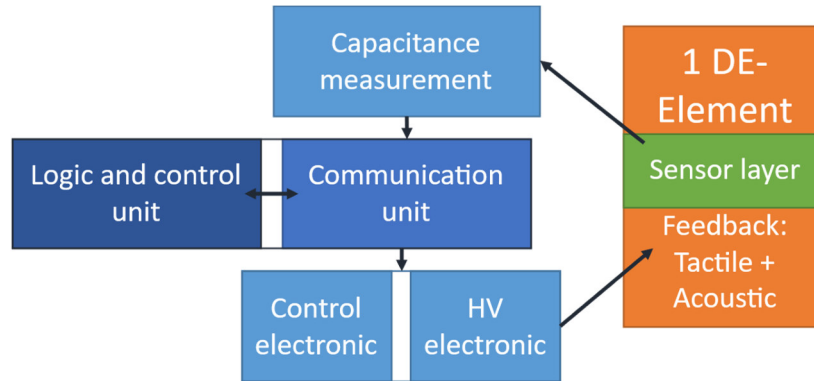 Capacitance
measurement
1 DE-
Element
Logic and control
unit
Communication
unit
Sensor layer
Feedback:
Tactile +
Acoustic
Control
electronic
HV
electronic